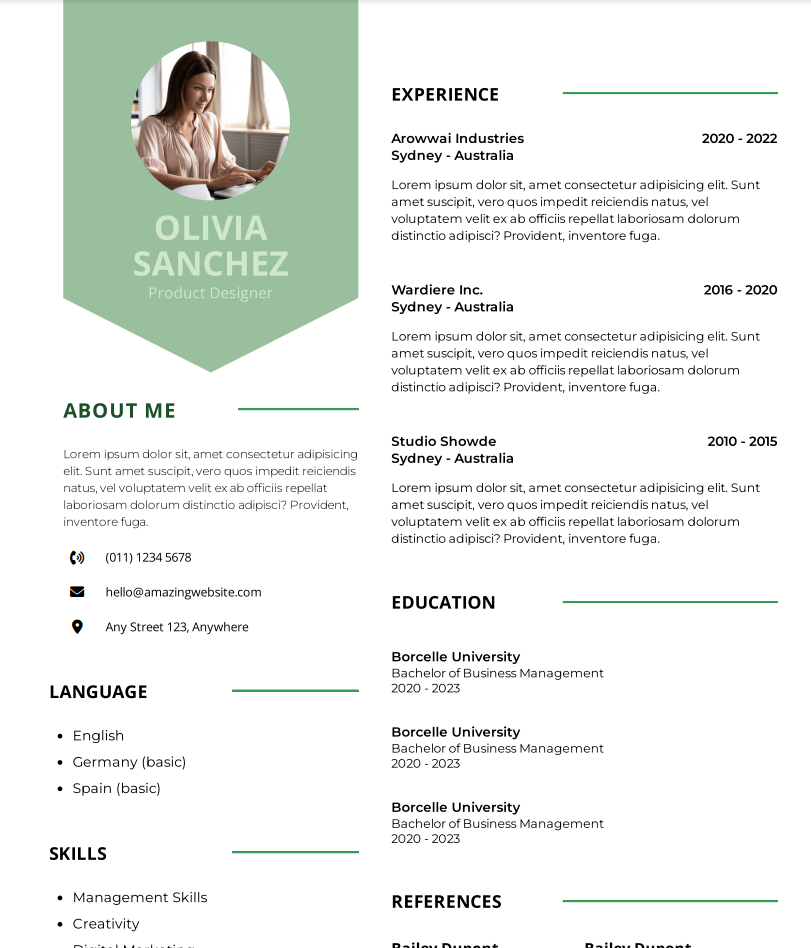 OLIVIA
SANCHEZ
Product Designer
ABOUT ME
Lorem ipsum dolor sit, amet consectetur adipisicing
elit. Sunt amet suscipit, vero quos impedit reiciendis
natus, vel voluptatem velit ex ab officiis repellat
laboriosam dolorum distinctio adipisci? Provident,
inventore fuga.
(011) 1234 5678
hello@amazingwebsite.com
Any Street 123, Anywhere
LANGUAGE
• English
• Germany (basic)
• Spain (basic)
SKILLS
• Management Skills
• Creativity
• Digital Marketing
EXPERIENCE
Arowwai Industries 2020 - 2022
Sydney - Australia
Lorem ipsum dolor sit, amet consectetur adipisicing elit. Sunt
amet suscipit, vero quos impedit reiciendis natus, vel
voluptatem velit ex ab officiis repellat laboriosam dolorum
distinctio adipisci? Provident, inventore fuga.
Wardiere Inc. 2016 - 2020
Sydney - Australia
Lorem ipsum dolor sit, amet consectetur adipisicing elit. Sunt
amet suscipit, vero quos impedit reiciendis natus, vel
voluptatem velit ex ab officiis repellat laboriosam dolorum
distinctio adipisci? Provident, inventore fuga.
Studio Showde 2010 - 2015
Sydney - Australia
Lorem ipsum dolor sit, amet consectetur adipisicing elit. Sunt
amet suscipit, vero quos impedit reiciendis natus, vel
voluptatem velit ex ab officiis repellat laboriosam dolorum
distinctio adipisci? Provident, inventore fuga.
EDUCATION
Borcelle University
Bachelor of Business Management
2020 - 2023
Borcelle University
Bachelor of Business Management
2020 - 2023
Borcelle University
Bachelor of Business Management
2020 - 2023
REFERENCES
Bailey Dupont Bailey Dupont